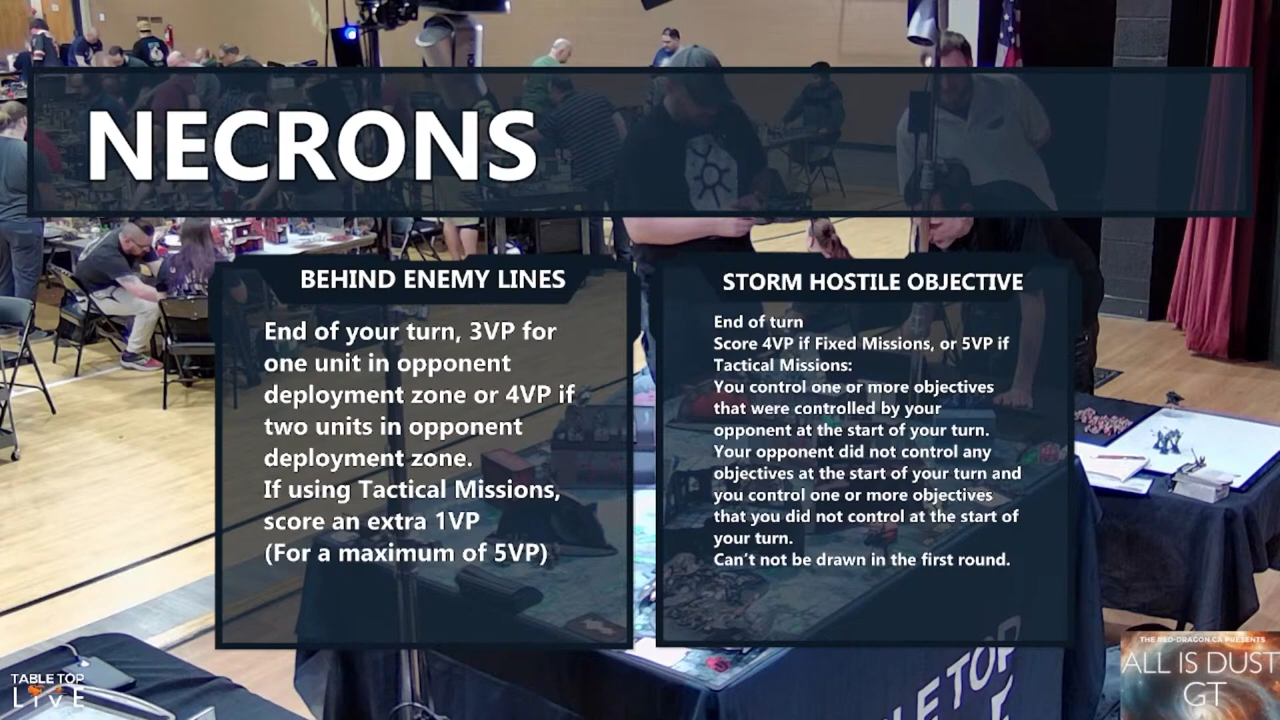 NECRONS
BEHIND ENEMY LINES
End of your turn, 3VP for
one unit in opponent
deployment zone or 4VP if
two units in opponent
deployment zone.
If using Tactical Missions,
score an extra 1VP
(For a maximum of 5VP)
STORM HOSTILE OBJECTIVE
End of turn
Score 4VP if Fixed Missions, or 5VP if
Tactical Missions:
You control one or more objectives
that were controlled by your
opponent at the start of your turn.
Your opponent did not control any
objectives at the start of your turn and
you control one or more objectives
that you did not control at the start of
your turn.
Can't not be drawn in the first round.
TABLE TOP
LIVE
THE RED-DRAGON.CA PRESENTS
ALL IS DUST
GT
LE TOP